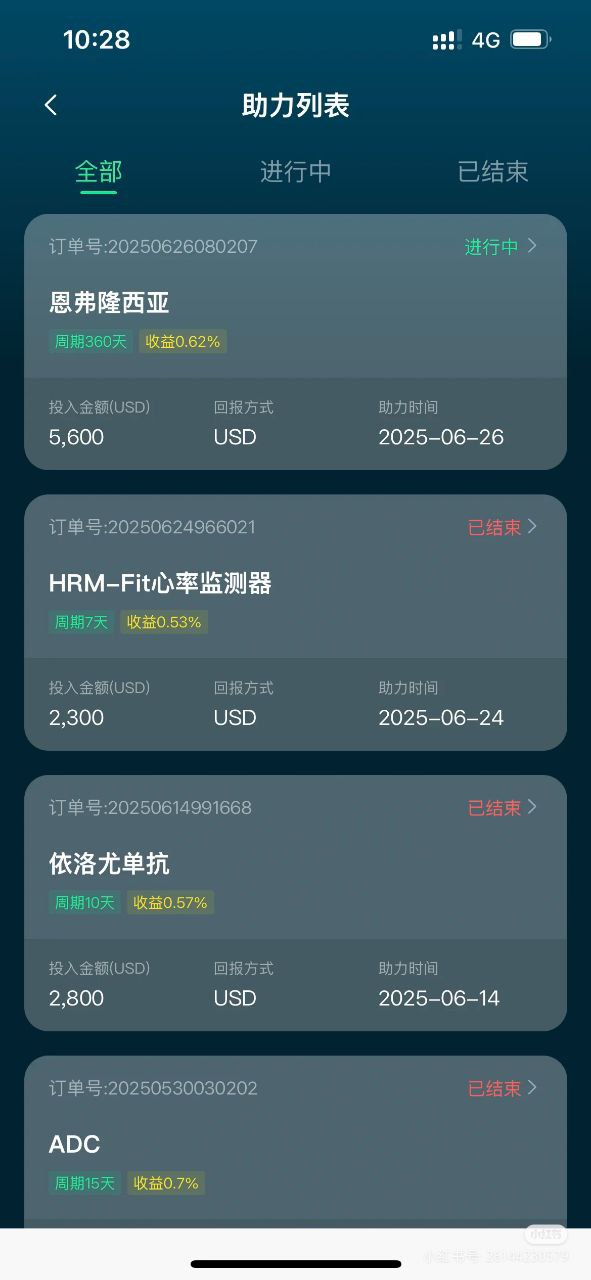 10:28 4G
助力列表
全部 进行中 已结束
订单号:20250626080207 进行中
恩弗隆西亚
周期360天 收益0.62%
投入金额(USD) 回报方式 助力时间
5,600 USD 2025-06-26
订单号:20250624966021 已结束
HRM-Fit心率监测器
周期7天 收益0.53%
投入金额(USD) 回报方式 助力时间
2,300 USD 2025-06-24
订单号:20250614991668 已结束
依洛尤单抗
周期10天 收益0.57%
投入金额(USD) 回报方式 助力时间
2,800 USD 2025-06-14
订单号:20250530030202 已结束
ADC
周期15天 收益0.7%
小红书号